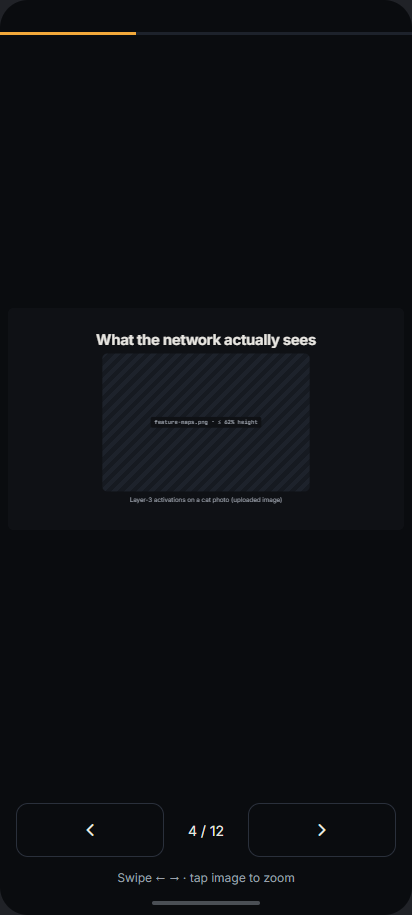 What the network actually sees
feature-maps.png - ≤ 62% height
Layer-3 activations on a cat photo (uploaded image)
4 / 12
Swipe ← → · tap image to zoom